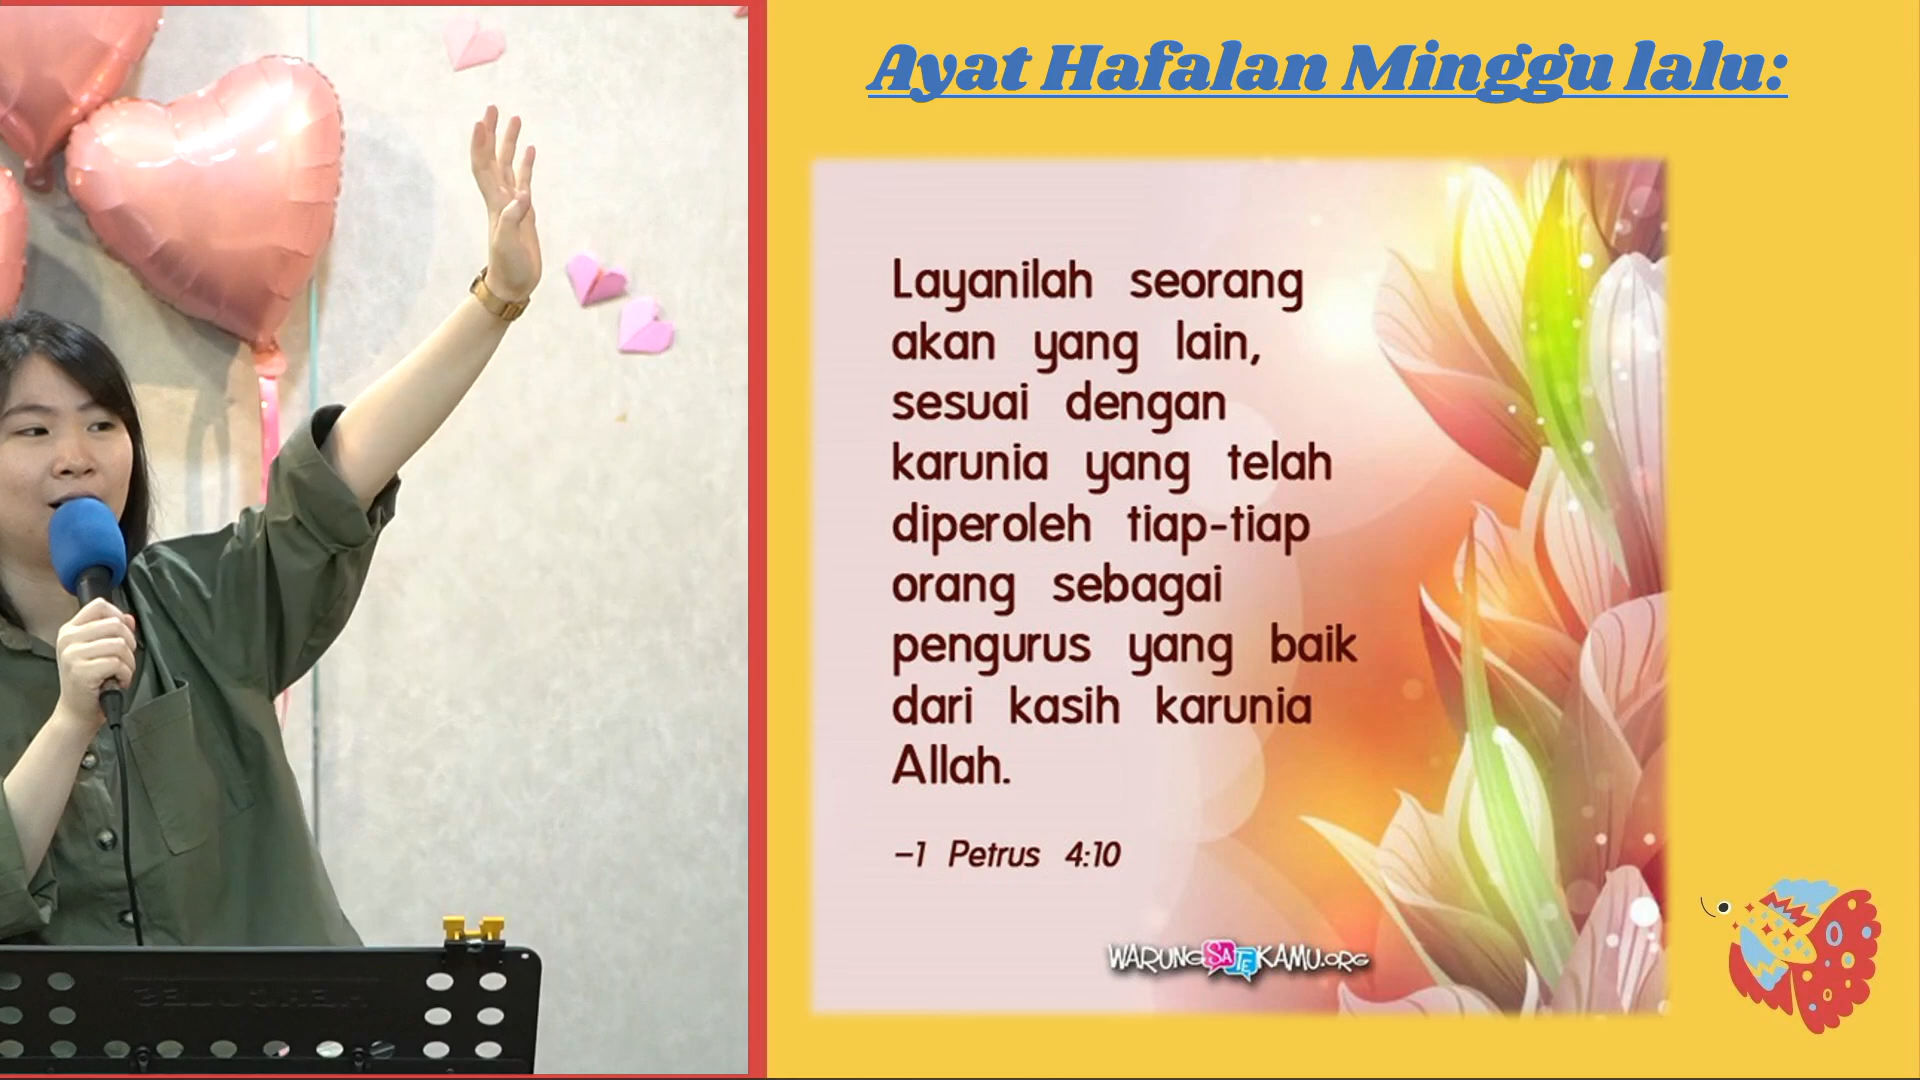 Ayat Hafalan Minggu lalu:
Layanilah seorang
akan yang lain,
sesuai dengan
karunia yang telah
diperoleh tiap-tiap
orang sebagai
pengurus yang baik
dari kasih karunia
Allah.
–1 Petrus 4:10
WARUNGSATEKAMU.ORG